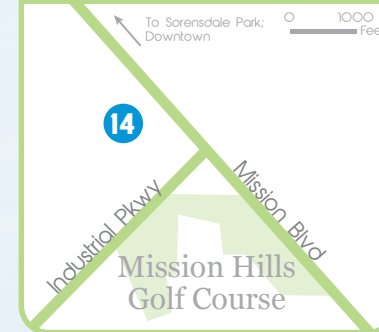 To Sorensdale Park;
Downtown
0 1000
Fee
14
Industrial Pkwy
Mission Blvd
Mission Hills
Golf Course